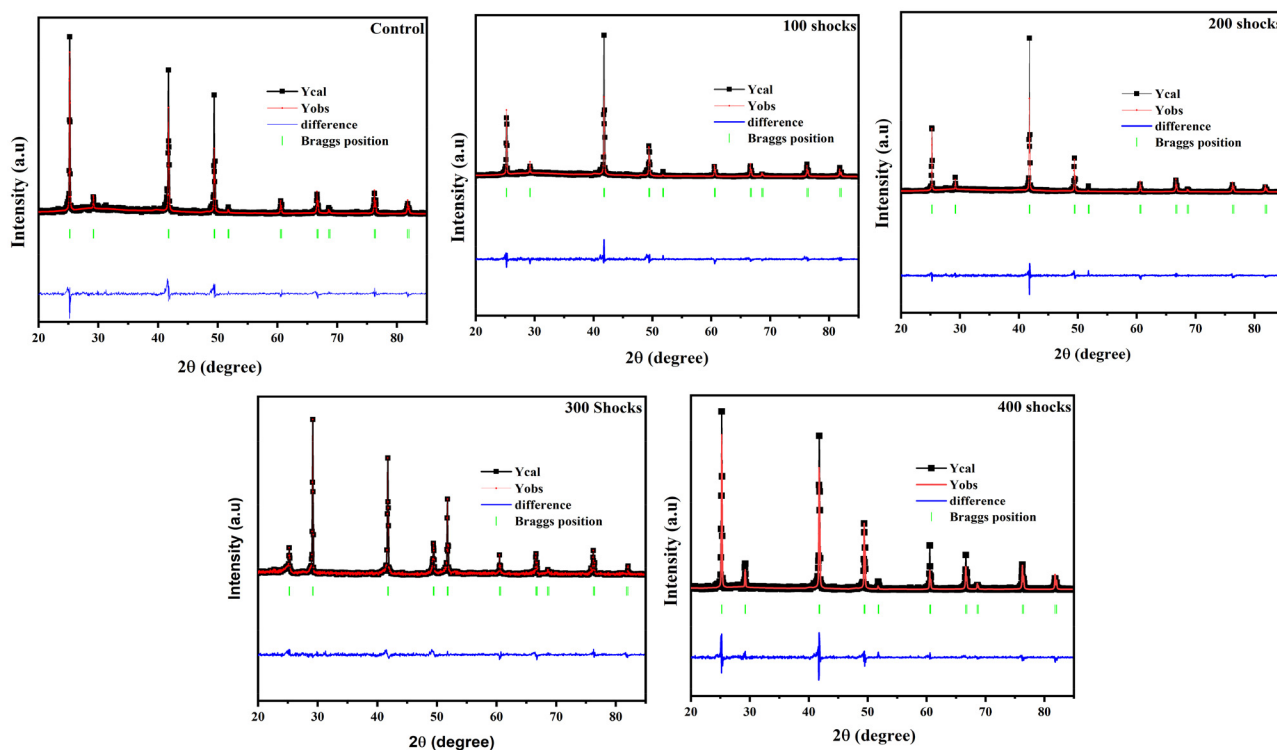 Control
Ycal
Yobs
difference
Braggs position
Intensity (a.u)
20 30 40 50 60 70 80
2θ (degree)
100 shocks
Ycal
Yobs
difference
Braggs position
Intensity (a.u)
20 30 40 50 60 70 80
2θ (degree)
200 shocks
Ycal
Yobs
difference
Braggs position
Intensity (a.u)
20 30 40 50 60 70 80
2θ (degree)
300 Shocks
Ycal
Yobs
difference
Braggs position
Intensity (a.u)
20 30 40 50 60 70 80
2θ (degree)
400 shocks
Ycal
Yobs
difference
Braggs position
Intensity (a.u)
20 30 40 50 60 70 80
2θ (degree)